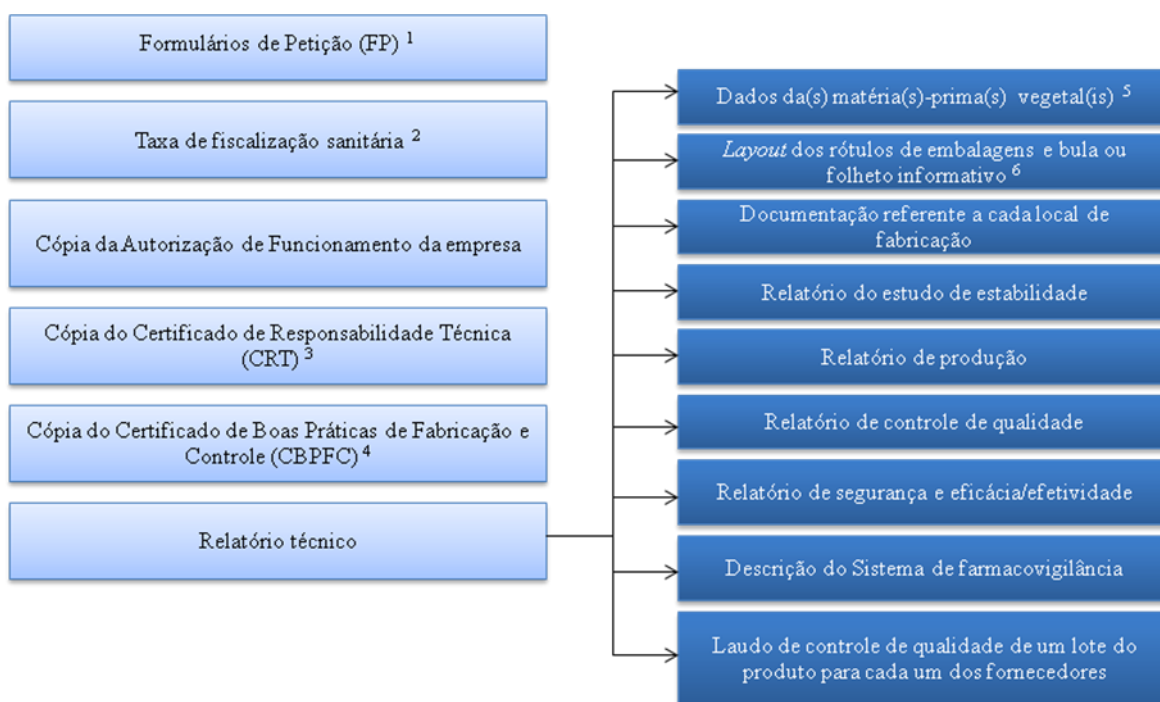 Formulários de Petição (FP) 1
Taxa de fiscalização sanitária 2
Cópia da Autorização de Funcionamento da empresa
Cópia do Certificado de Responsabilidade Técnica
(CRT) 3
Cópia do Certificado de Boas Práticas de Fabricação e
Controle (CBPFC) 4
Relatório técnico
Dados da(s) matéria(s)-prima(s) vegetal(is) 5
Layout dos rótulos de embalagens e bula ou
folheto informativo 6
Documentação referente a cada local de
fabricação
Relatório do estudo de estabilidade
Relatório de produção
Relatório de controle de qualidade
Relatório de segurança e eficácia/efetividade
Descrição do Sistema de farmacovigilância
Laudo de controle de qualidade de um lote do
produto para cada um dos fornecedores